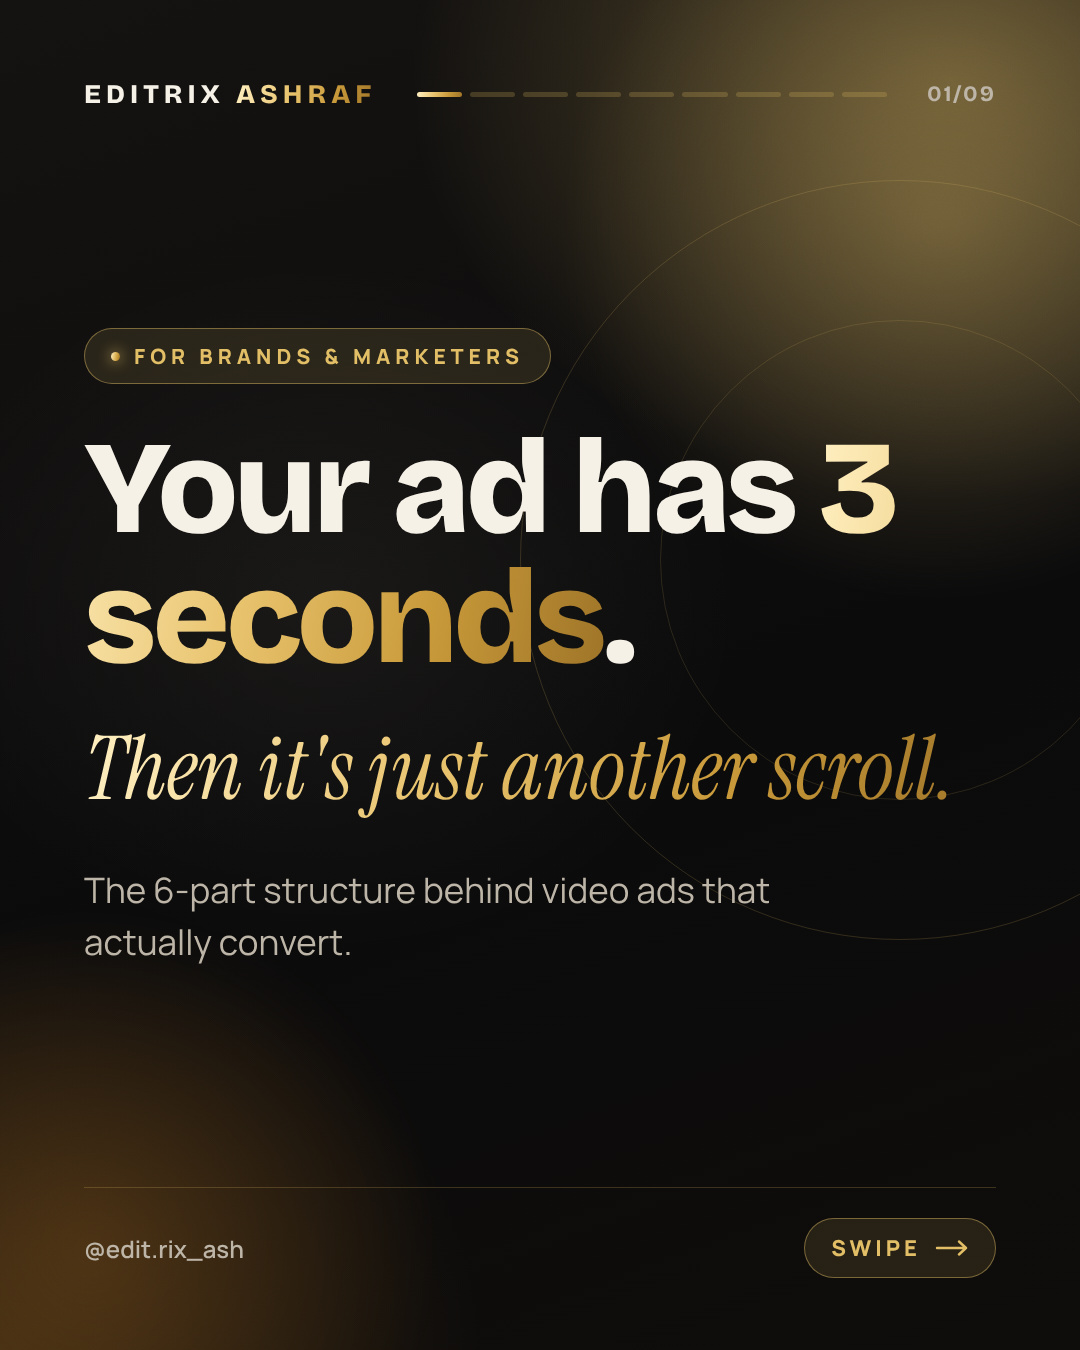 EDITRIX ASHRAF
01/09
FOR BRANDS & MARKETERS
Your ad has 3
seconds.
Then it's just another scroll.
The 6-part structure behind video ads that
actually convert.
@edit.rix_ash
SWIPE →